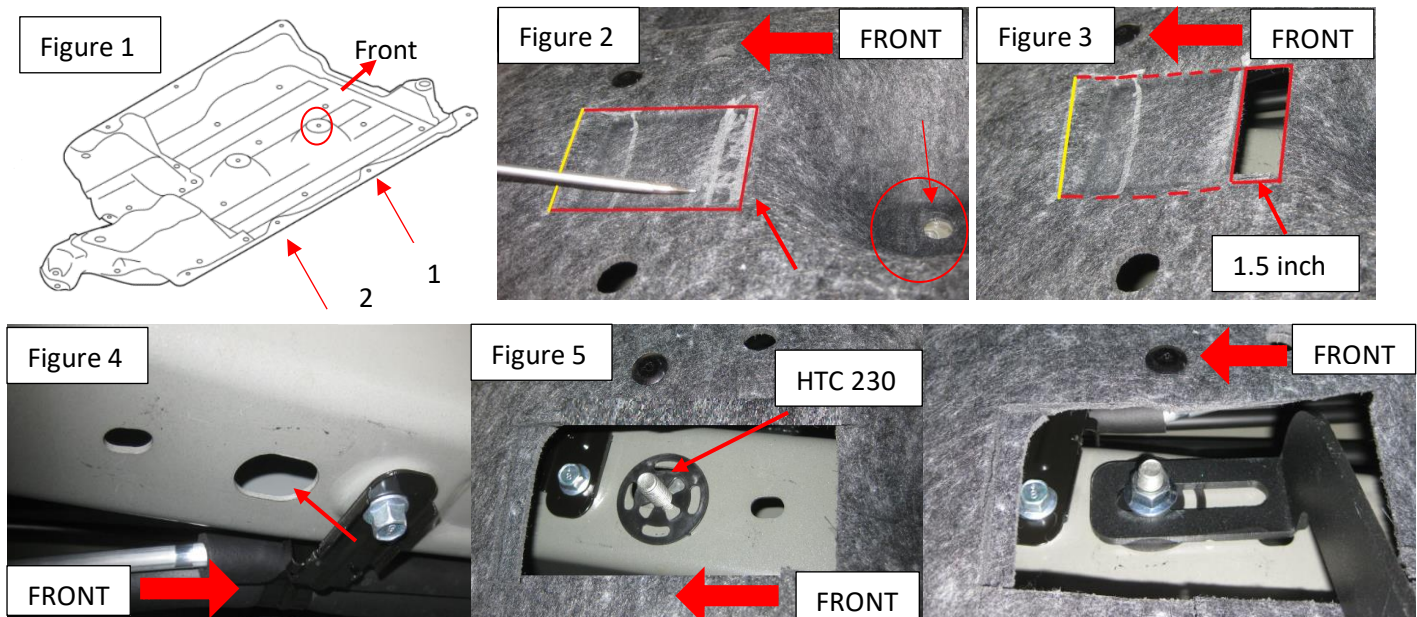 Figure 1
Front
1
2
Figure 2
FRONT
Figure 3
FRONT
1.5 inch
Figure 4
FRONT
Figure 5
HTC 230
FRONT
FRONT